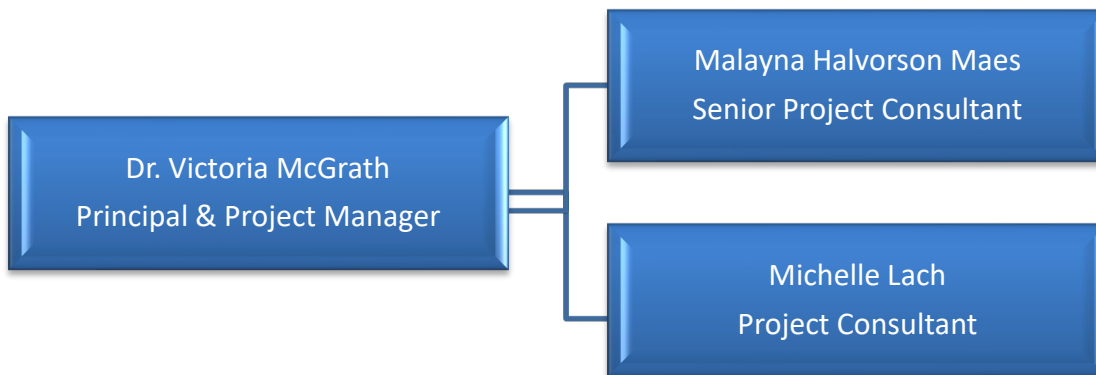 Malayna Halvorson Maes
Senior Project Consultant
Dr. Victoria McGrath
Principal & Project Manager
Michelle Lach
Project Consultant